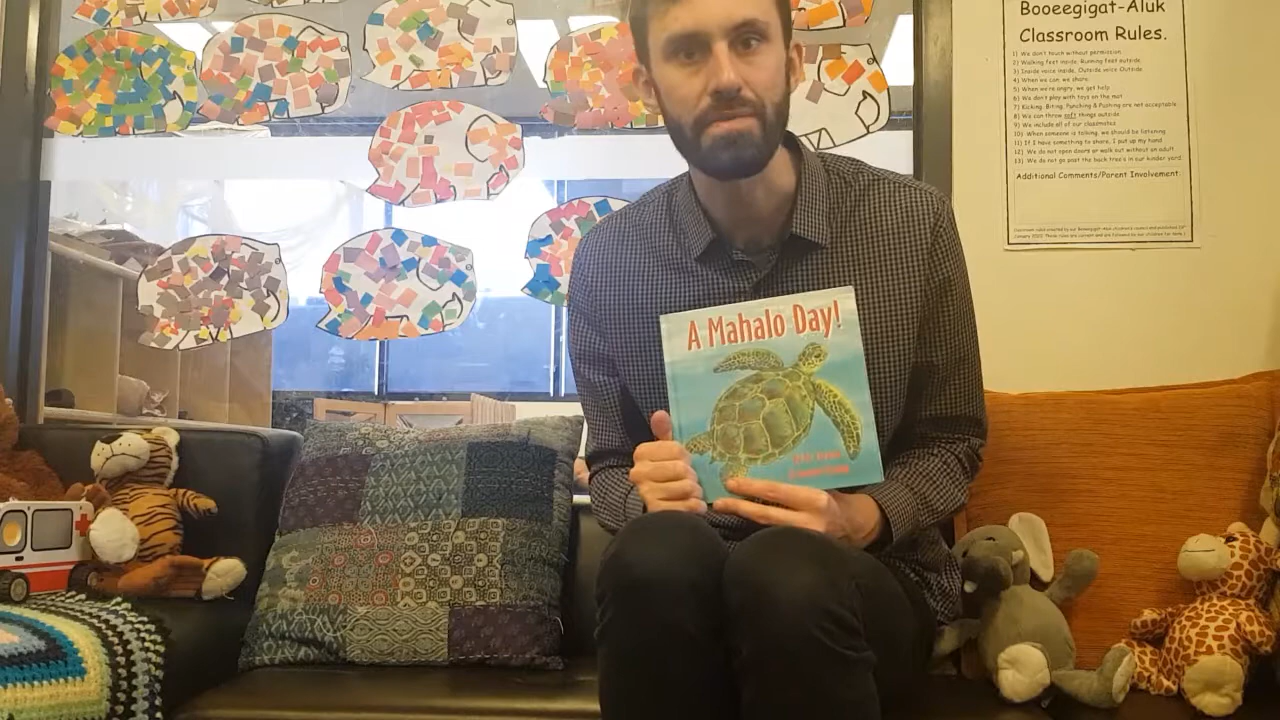 Booeegigat-Aluk
Classroom Rules.
1) We don't touch without permission
2) Walking feet inside, Running feet outside.
3) Inside voice inside, Outside voice Outside.
4) When we can, we share.
5) When we're angry, we get help
6) We don't play with toys on the mat
7) Kicking, Biting, Punching & Pushing are not acceptable.
8) We can throw soft things outside
9) We include all of our classmates
10) When someone is talking, we should be listening
11) If I have something to share, I put up my hand
12) We do not open doors or walk out without an adult.
13) We do not go past the back tree's in our kinder yard.
Additional Comments/Parent Involvement:
A Mahalo Day!